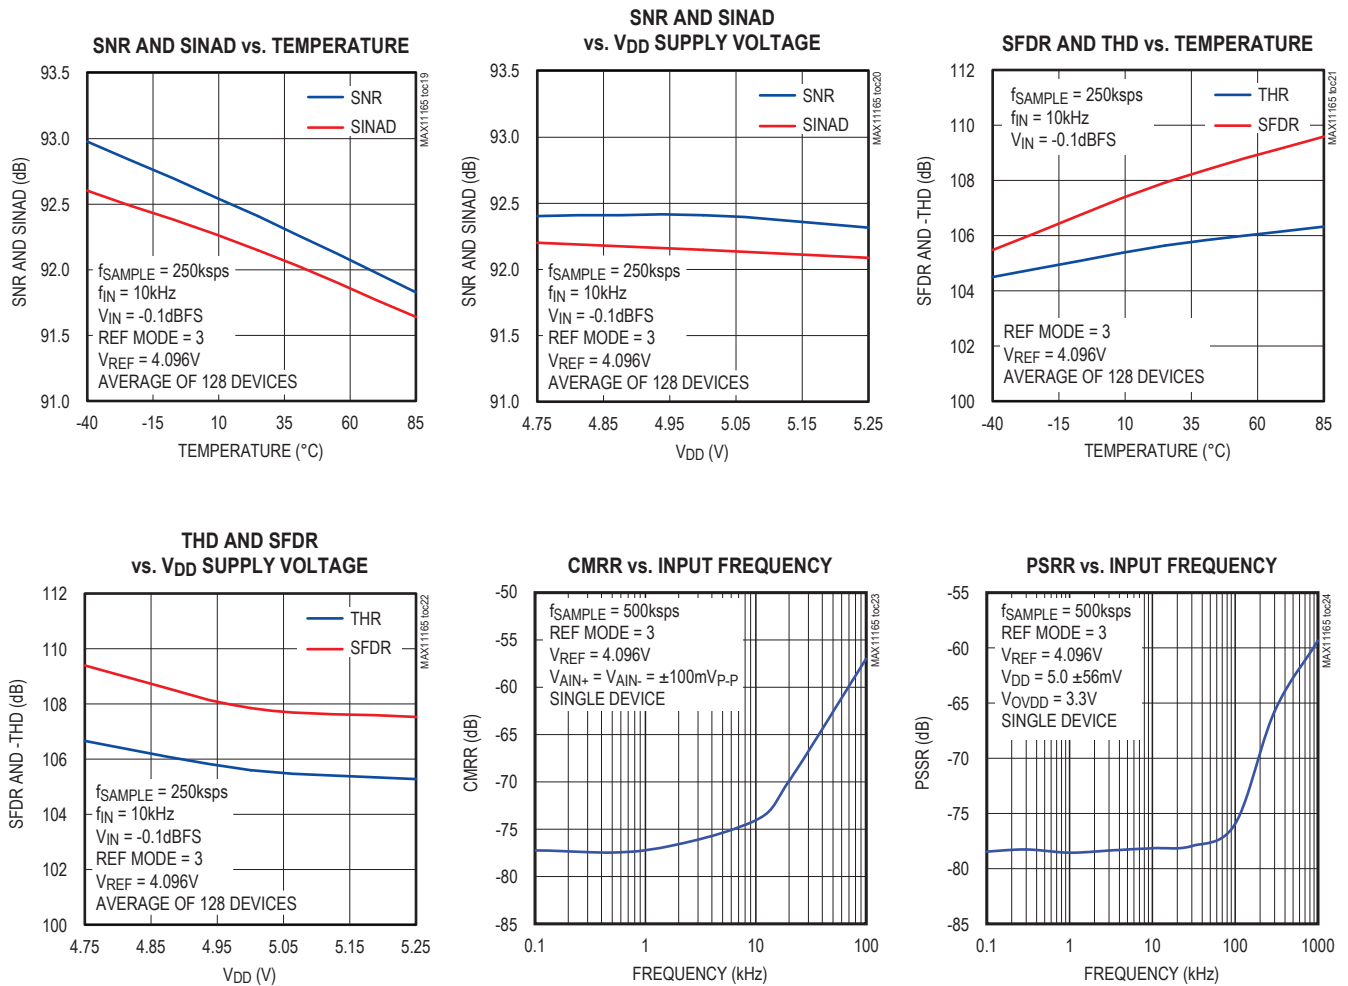 SNR AND SINAD vs. TEMPERATURE
93.5
93.0
92.5
92.0
91.5
91.0
SNR AND SINAD (dB)
SNR
SINAD
MAX11165 toc19
fSAMPLE = 250ksps
fIN = 10kHz
VIN = -0.1dBFS
REF MODE = 3
VREF = 4.096V
AVERAGE OF 128 DEVICES
-40 -15 10 35 60 85
TEMPERATURE (°C)
SNR AND SINAD
vs. VDD SUPPLY VOLTAGE
93.5
93.0
92.5
92.0
91.5
91.0
SNR AND SINAD (dB)
SNR
SINAD
MAX11165 toc20
fSAMPLE = 250ksps
fIN = 10kHz
VIN = -0.1dBFS
REF MODE = 3
VREF = 4.096V
AVERAGE OF 128 DEVICES
4.75 4.85 4.95 5.05 5.15 5.25
VDD (V)
SFDR AND THD vs. TEMPERATURE
112
110
108
106
104
102
100
SFDR AND -THD (dB)
fSAMPLE = 250ksps
fIN = 10kHz
VIN = -0.1dBFS
THR
SFDR
MAX11165 toc21
REF MODE = 3
VREF = 4.096V
AVERAGE OF 128 DEVICES
-40 -15 10 35 60 85
TEMPERATURE (°C)
THD AND SFDR
vs. VDD SUPPLY VOLTAGE
112
110
108
106
104
102
100
SFDR AND -THD (dB)
THR
SFDR
MAX11165 toc22
fSAMPLE = 250ksps
fIN = 10kHz
VIN = -0.1dBFS
REF MODE = 3
VREF = 4.096V
AVERAGE OF 128 DEVICES
4.75 4.85 4.95 5.05 5.15 5.25
VDD (V)
CMRR vs. INPUT FREQUENCY
-50
-55
-60
-65
-70
-75
-80
-85
CMRR (dB)
fSAMPLE = 500ksps
REF MODE = 3
VREF = 4.096V
VAIN+ = VAIN- = ±100mVP-P
SINGLE DEVICE
MAX11165 toc23
0.1 1 10 100
FREQUENCY (kHz)
PSRR vs. INPUT FREQUENCY
-55
-60
-65
-70
-75
-80
-85
PSSR (dB)
fSAMPLE = 500ksps
REF MODE = 3
VREF = 4.096V
VDD = 5.0 ±56mV
VOVDD = 3.3V
SINGLE DEVICE
MAX11165 toc24
0.1 1 10 100 1000
FREQUENCY (kHz)